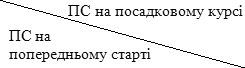 ПС на посадковому курсі
ПС на
попередньому старті